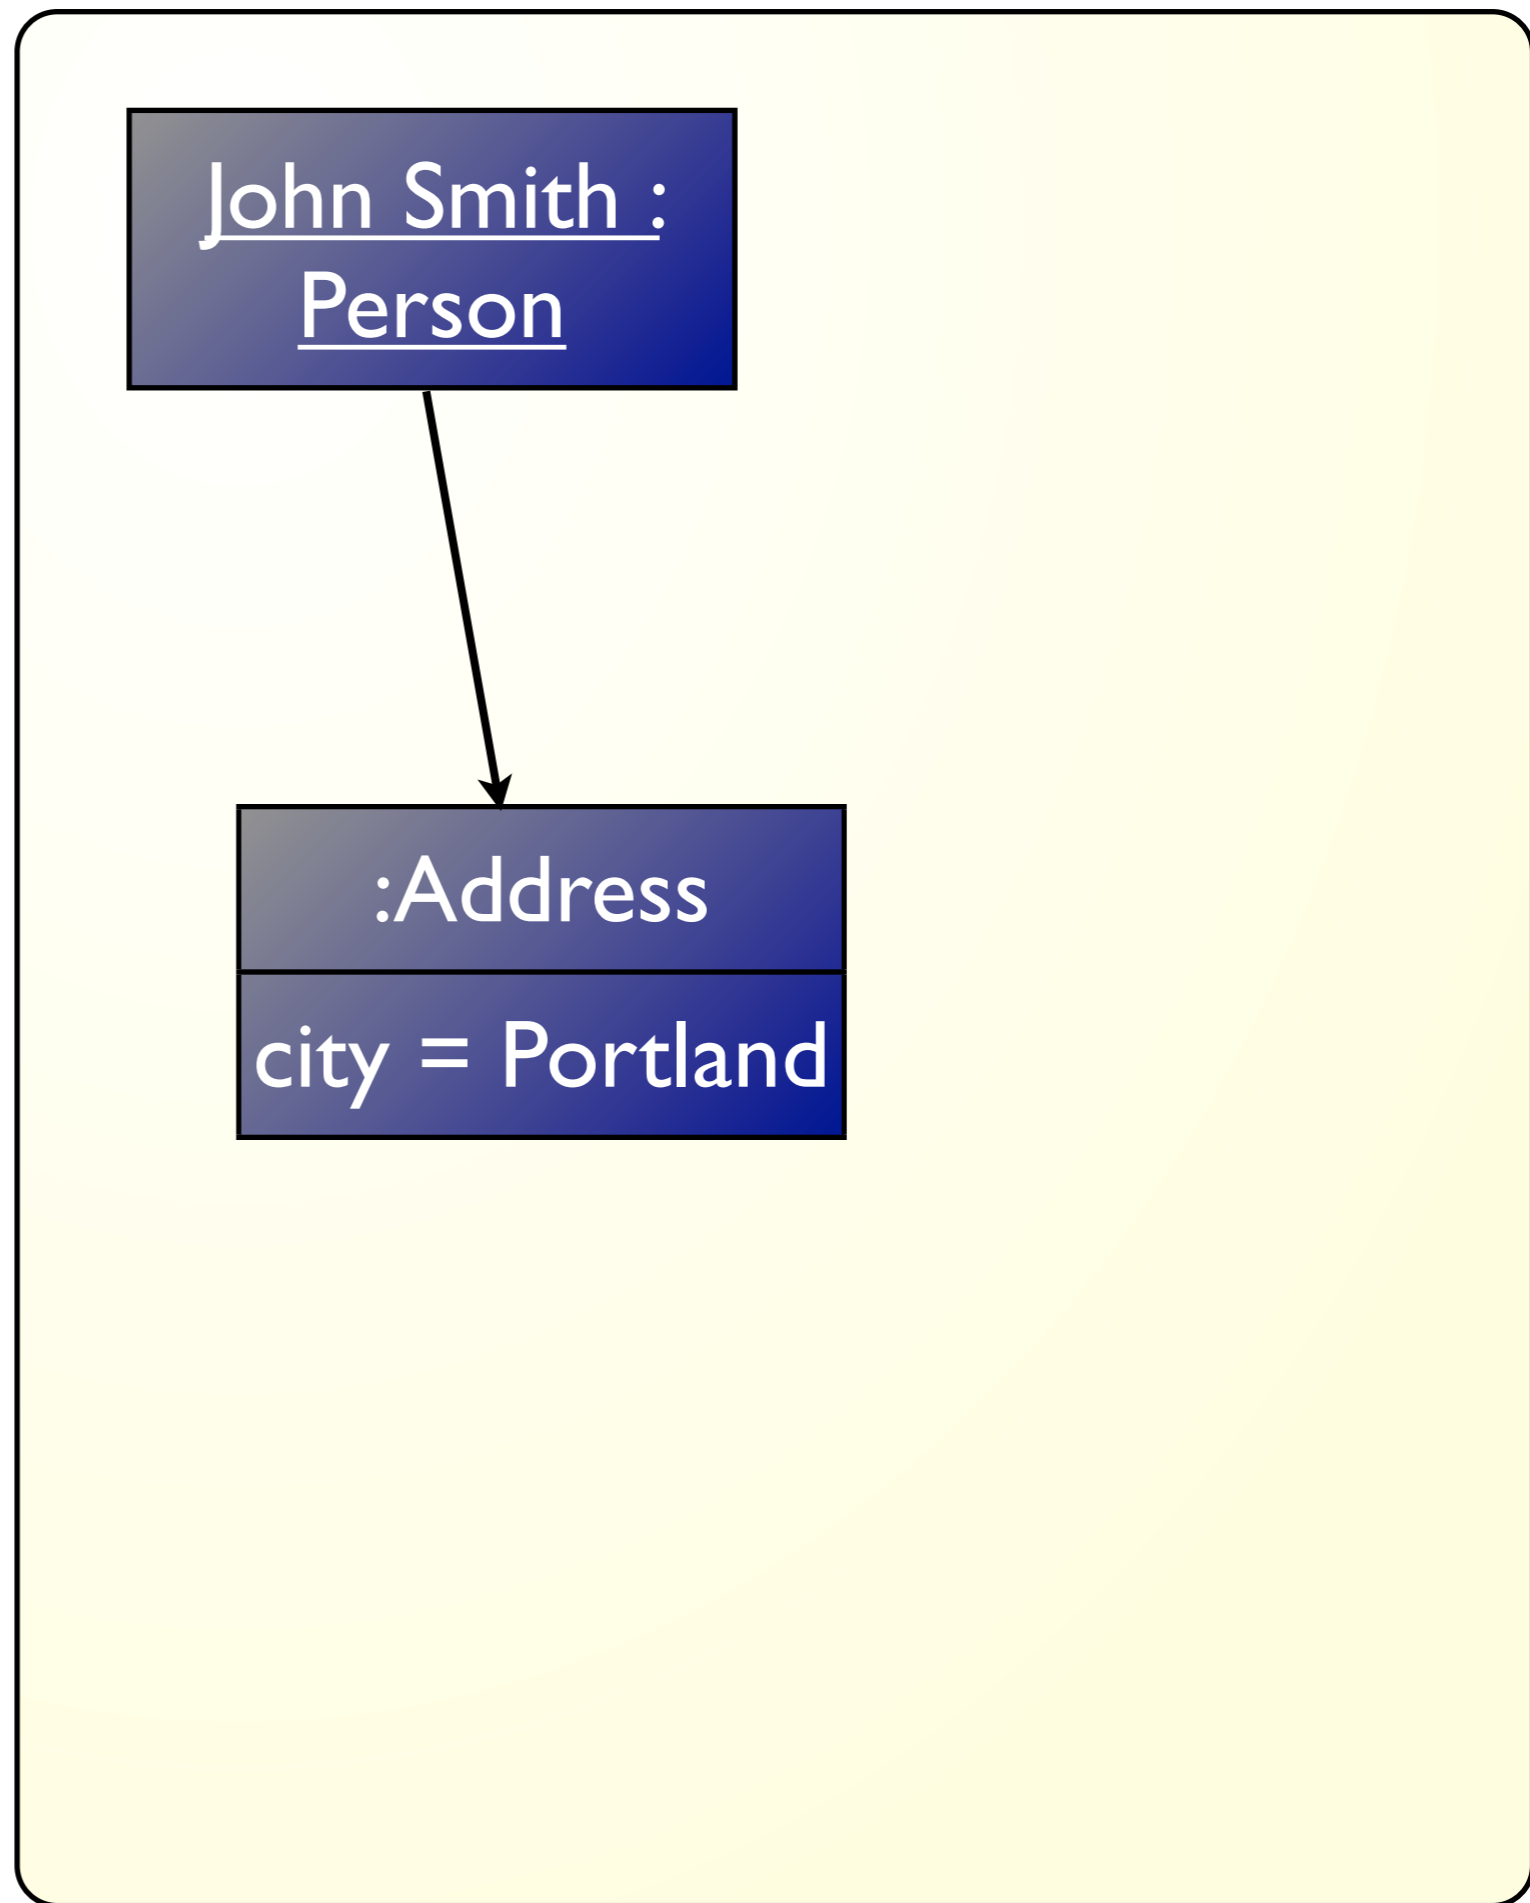 John Smith :
Person
:Address
city = Portland